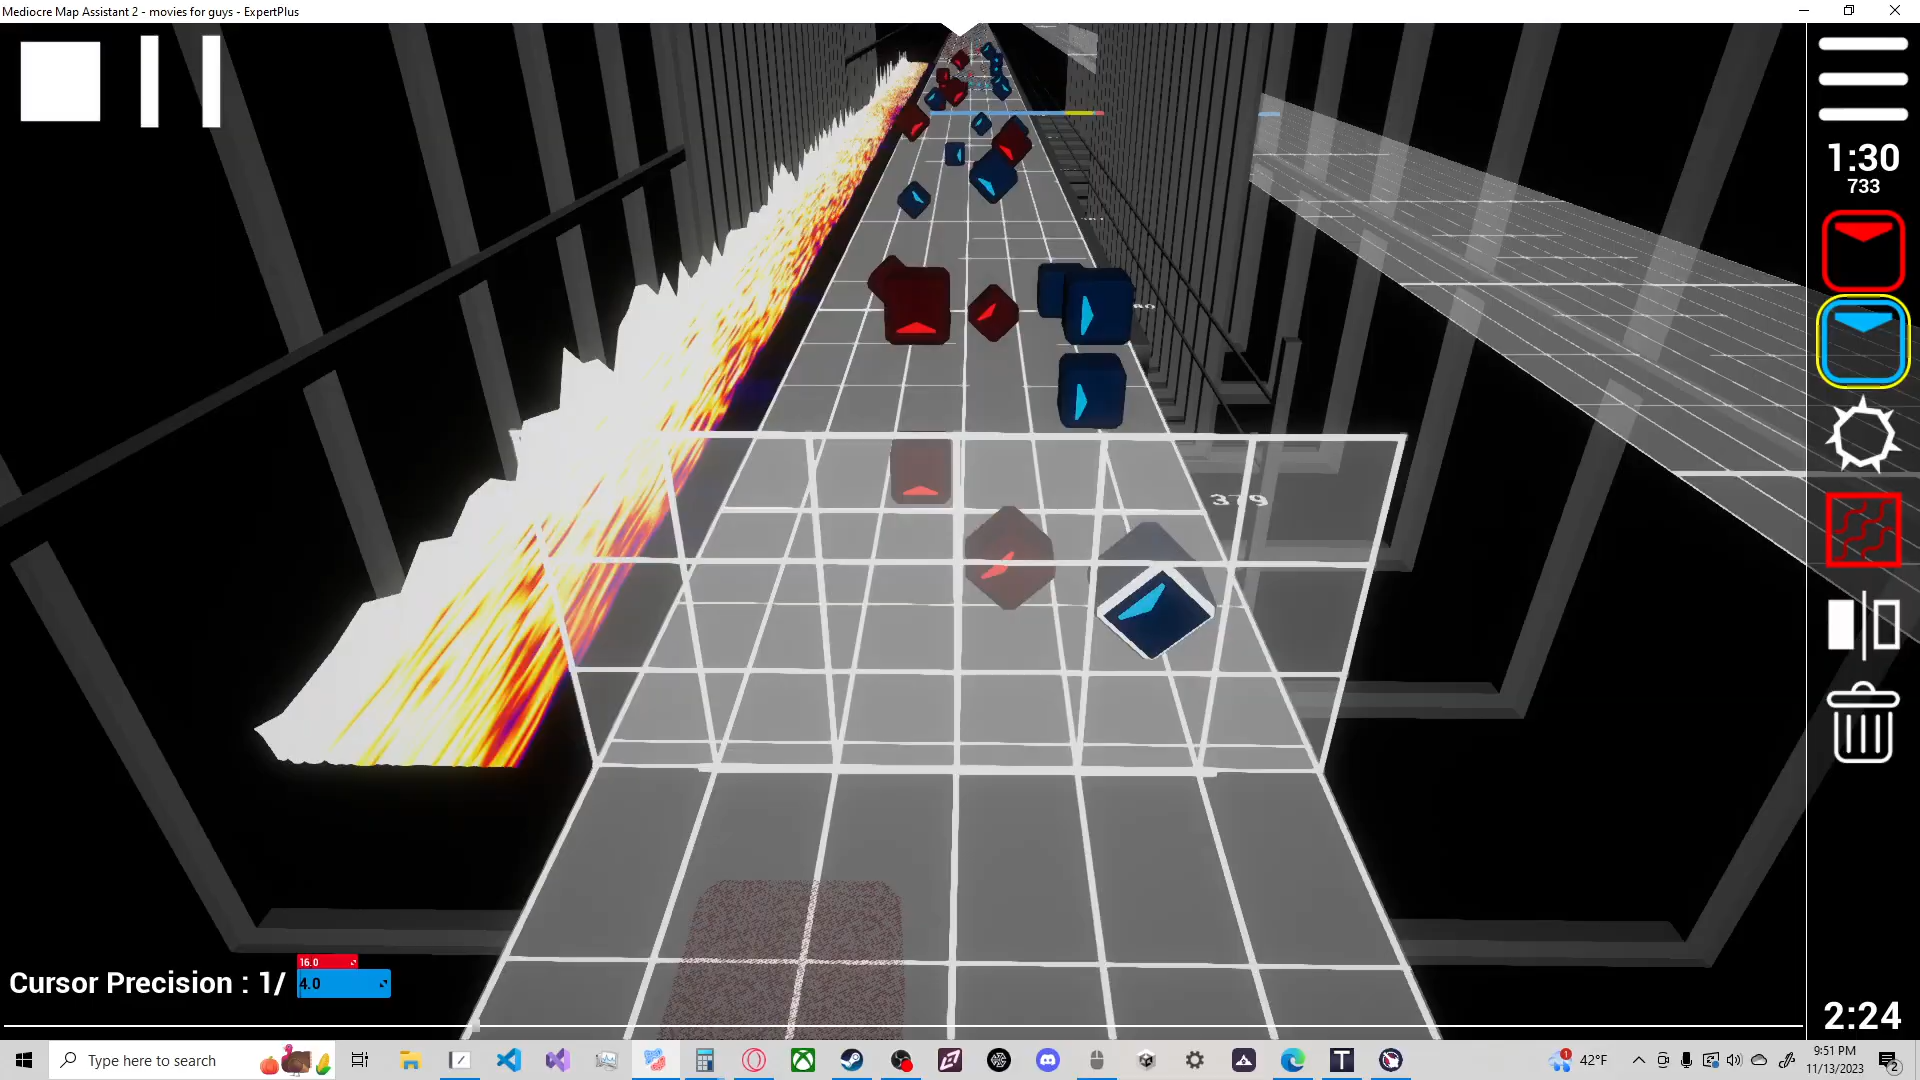 Mediocre Map Assistant 2 - movies for guys - ExpertPlus
1:30
733
379
Cursor Precision : 1/
16.0
4.0
2:24
Type here to search
42°F
9:51 PM
11/13/2023